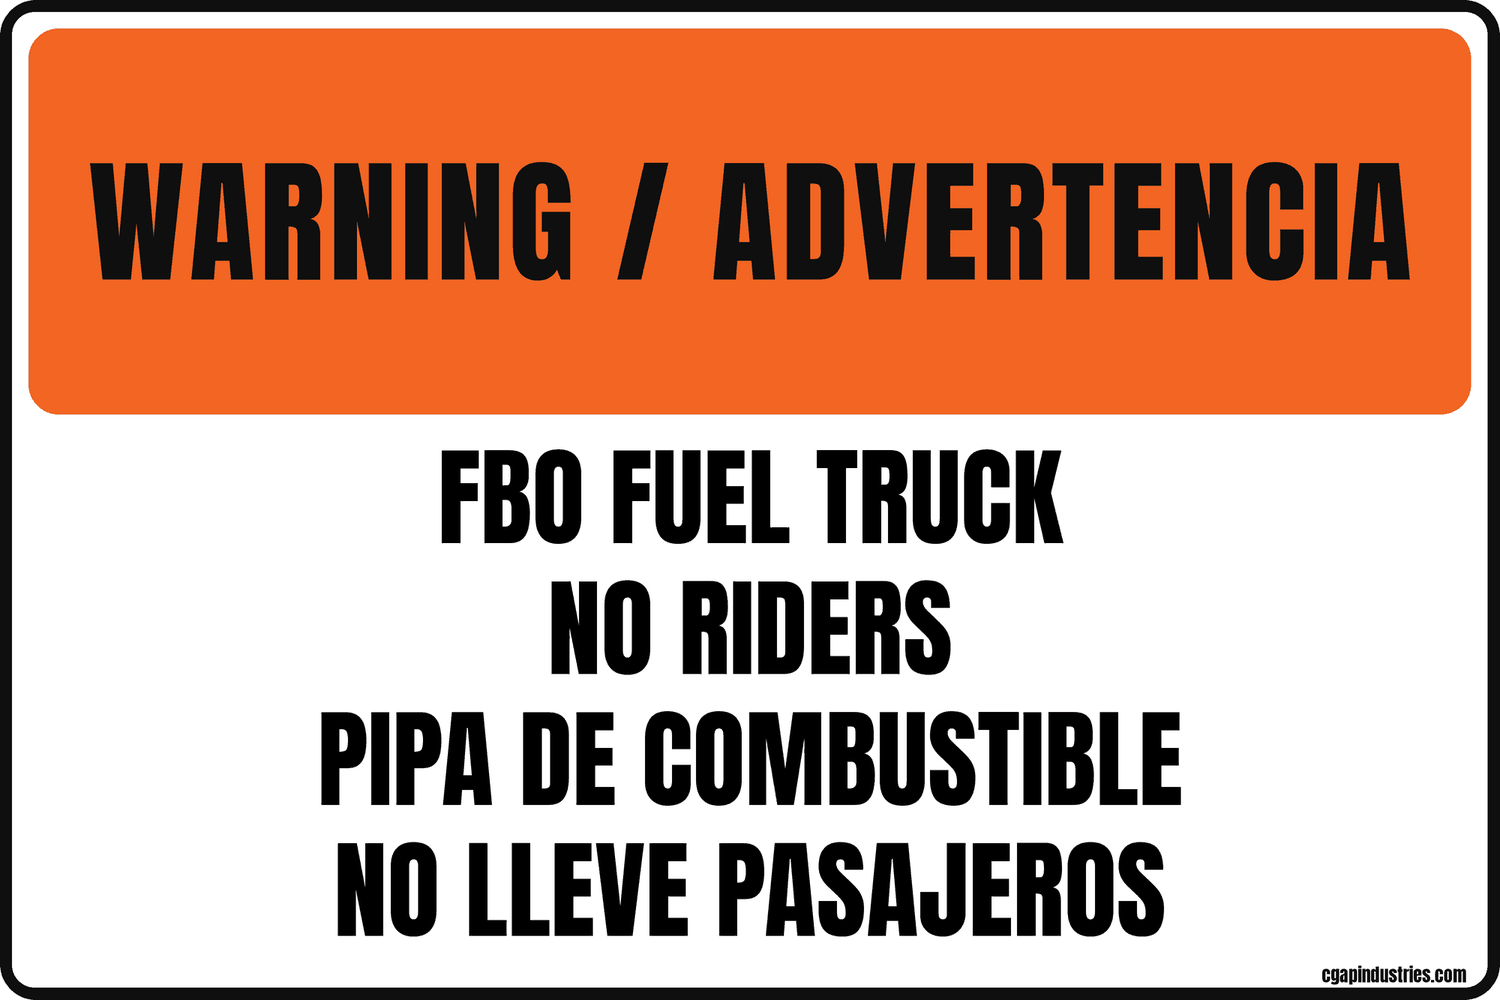 WARNING / ADVERTENCIA
FBO FUEL TRUCK
NO RIDERS
PIPA DE COMBUSTIBLE
NO LLEVE PASAJEROS
cgapindustries.com